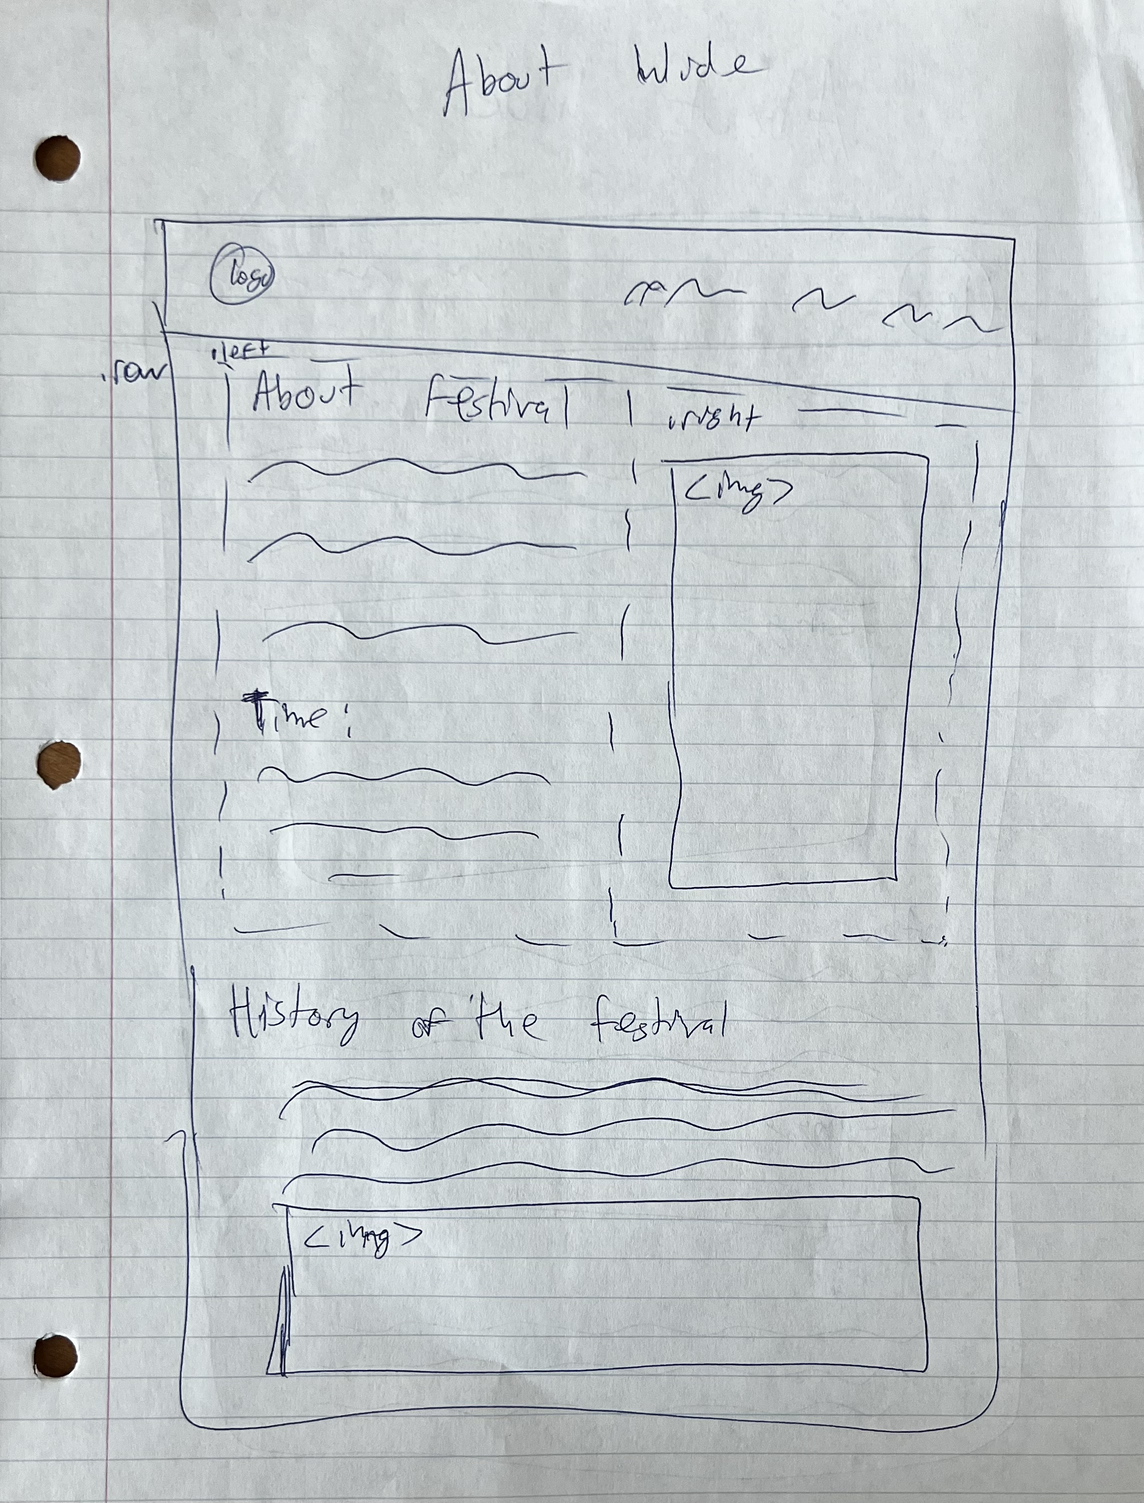 About Wide
logo
.left
.row
About Festival
.right
<img>
Time:
History of the festival
<img>